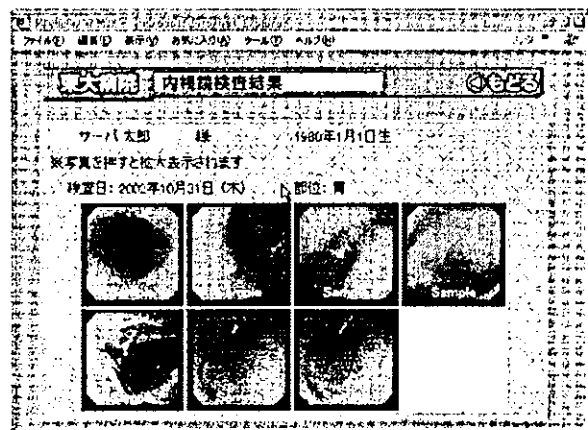 ファイル(F) 編集(E) 表示(V) お気に入り(A) ツール(T) ヘルプ(H)
東大病院 内視鏡検査結果 もどる
サーバ 太郎 様 1980年1月1日生
※写真を押すと拡大表示されます
検査日: 2002年10月31日 (木) 部位: 胃
Sample
Sample
Sample